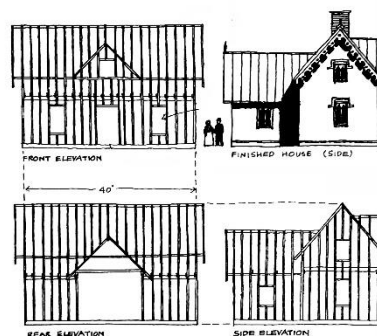 FRONT ELEVATION
FINISHED HOUSE (SIDE)
40'
REAR ELEVATION
SIDE ELEVATION